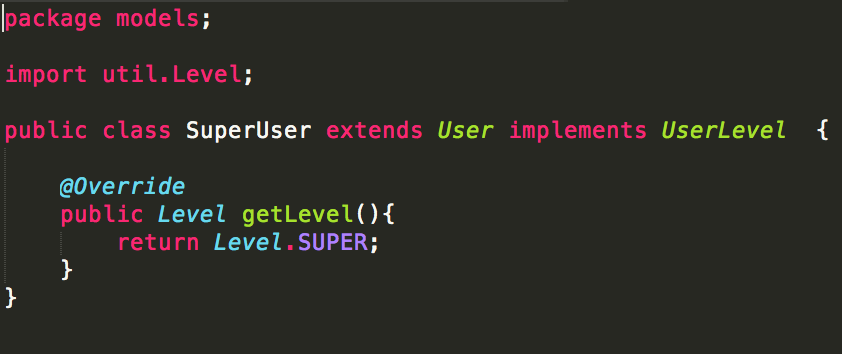 package models;
import util.Level;
public class SuperUser extends User implements UserLevel  {
@Override
public Level getLevel(){
return Level.SUPER;
}
}